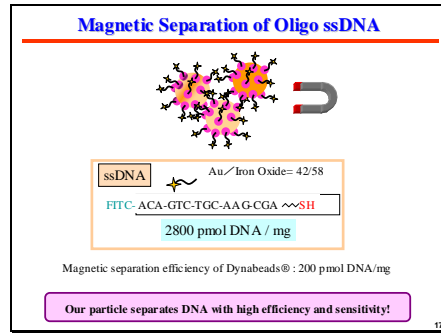 Magnetic Separation of Oligo ssDNA
ssDNA
Au／Iron Oxide= 42/58
FITC- ACA-GTC-TGC-AAG-CGA SH
2800 pmol DNA / mg
Magnetic separation efficiency of Dynabeads® : 200 pmol DNA/mg
Our particle separates DNA with high efficiency and sensitivity!